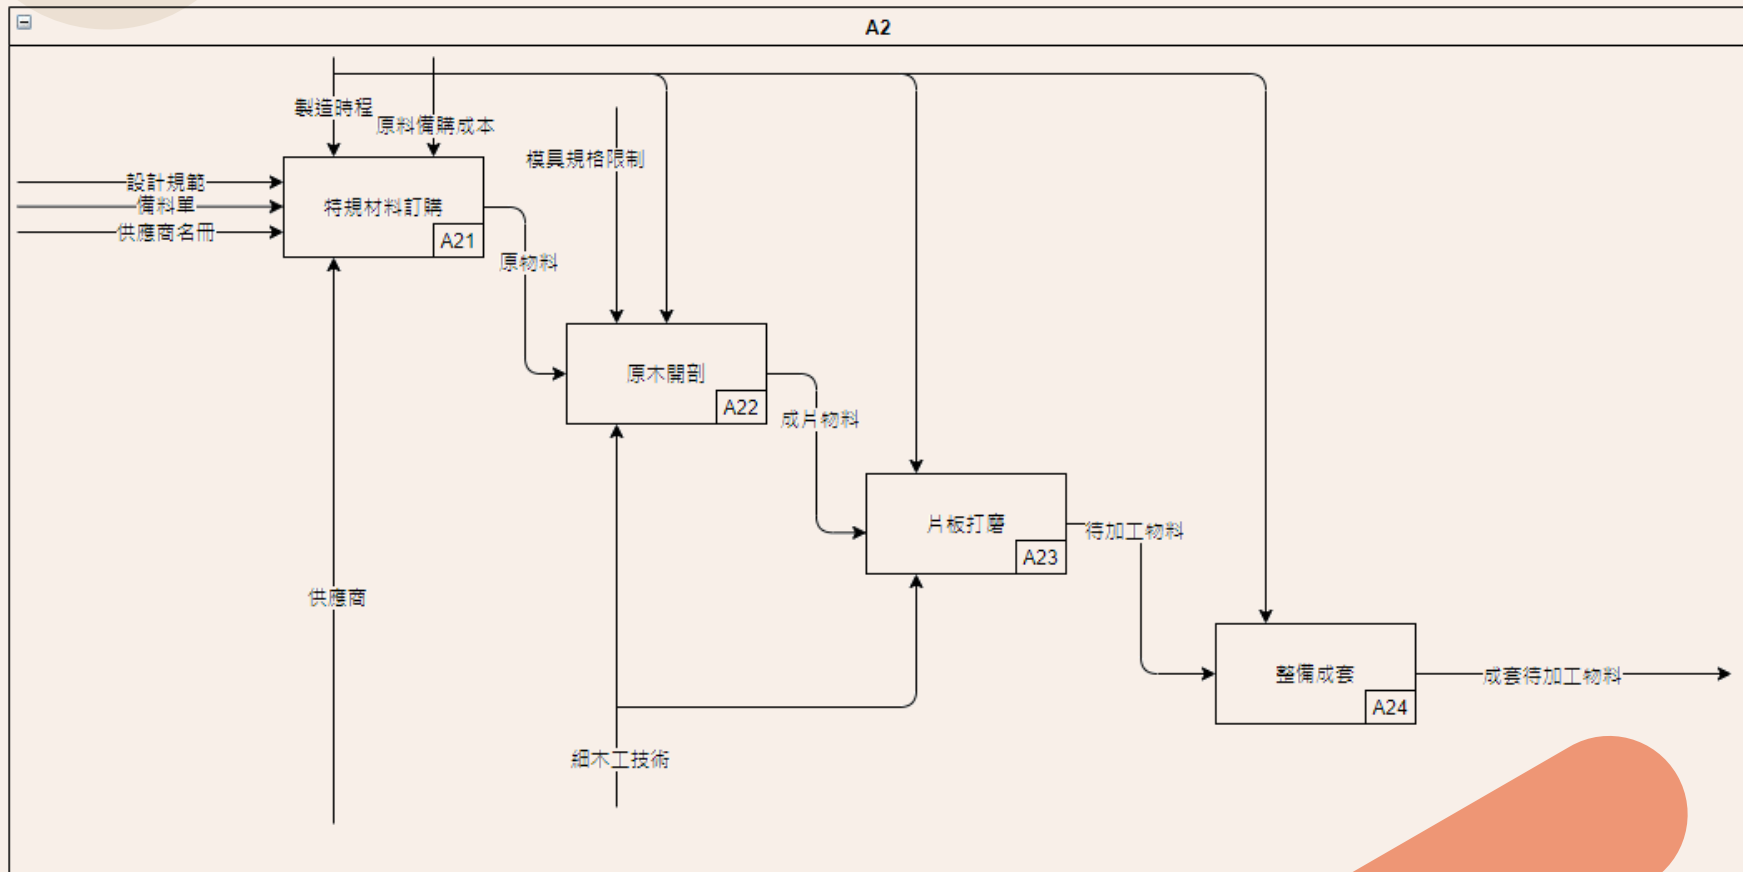 A2
製造時程
原料備購成本
模具規格限制
設計規範
備料單
供應商名冊
特規材料訂購
A21
原物料
原木開剖
A22
成片物料
片板打磨
A23
待加工物料
供應商
整備成套
A24
成套待加工物料
細木工技術